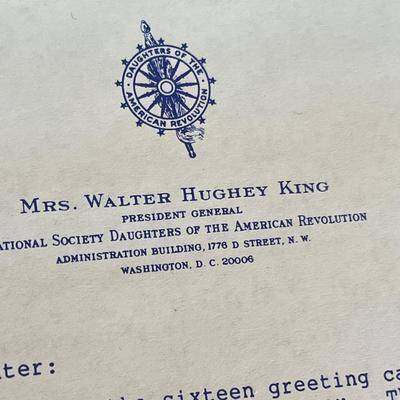 DAUGHTERS OF THE
AMERICAN REVOLUTION
MRS. WALTER HUGHEY KING
PRESIDENT GENERAL
ATIONAL SOCIETY DAUGHTERS OF THE AMERICAN REVOLUTION
ADMINISTRATION BUILDING, 1776 D STREET, N. W.
WASHINGTON, D. C. 20006
ter:
sixteen greeting ca